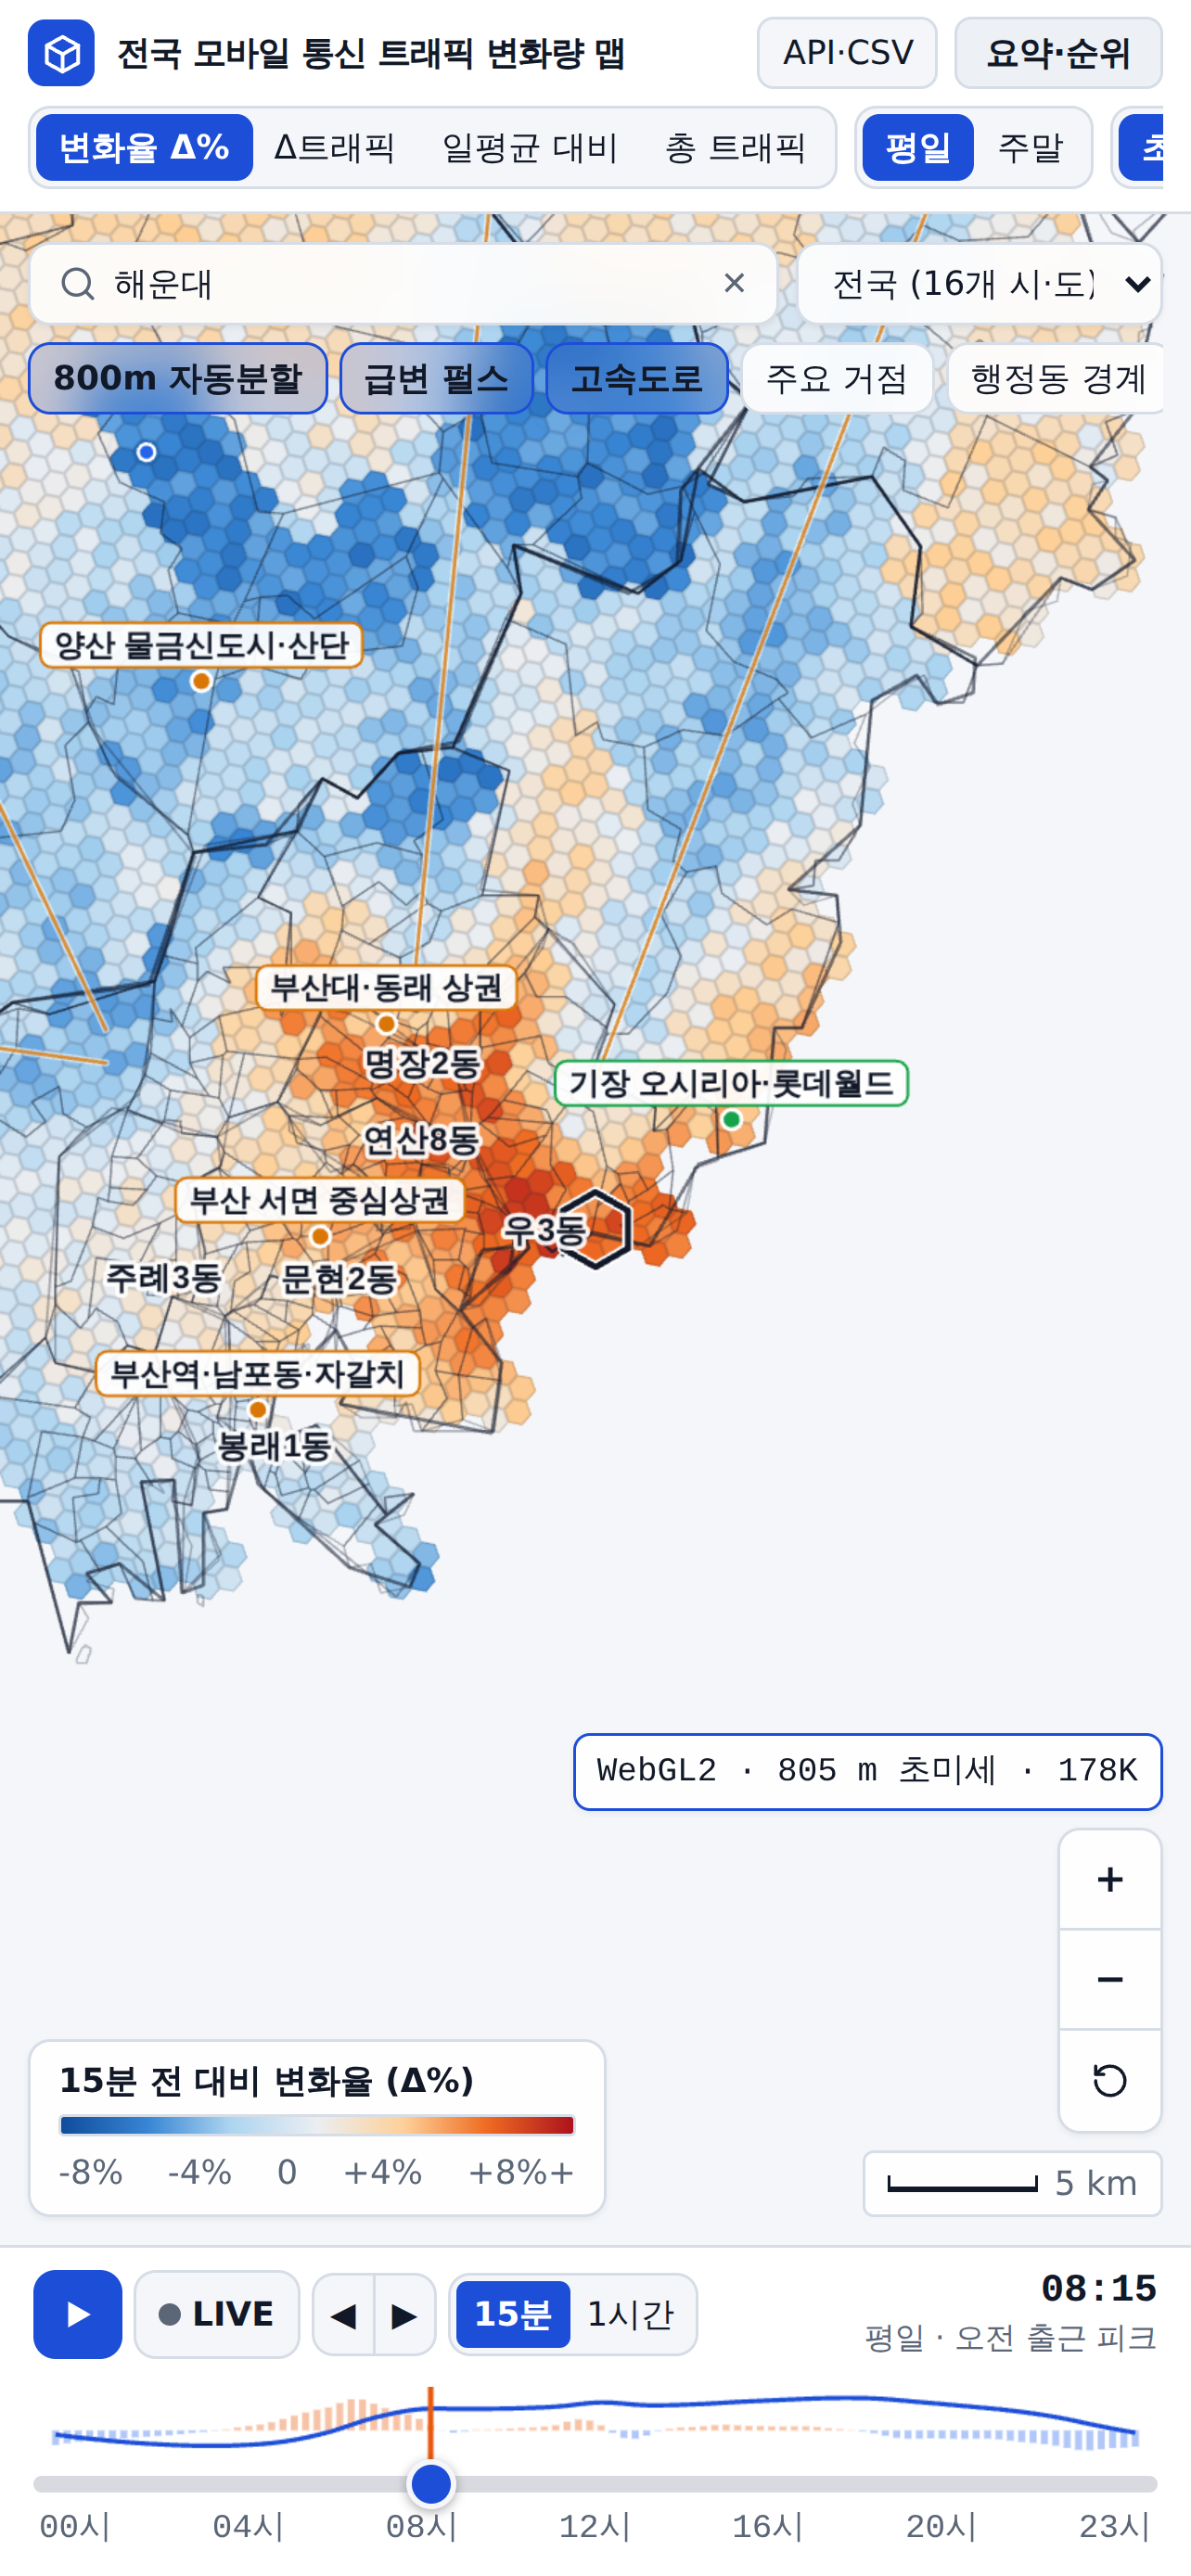 전국 모바일 통신 트래픽 변화량 맵
API·CSV
요약·순위
변화율 Δ%
Δ트래픽
일평균 대비
총 트래픽
평일
주말
해운대
×
전국 (16개 시·도)
800m 자동분할
급변 펄스
고속도로
주요 거점
행정동 경계
양산 물금신도시·산단
부산대·동래 상권
명장2동
기장 오시리아·롯데월드
연산8동
부산 서면 중심상권
우3동
주례3동
문현2동
부산역·남포동·자갈치
봉래1동
WebGL2 · 805 m 초미세 · 178K
+
−
15분 전 대비 변화율 (Δ%)
-8% -4% 0 +4% +8%+
5 km
LIVE
◀ ▶
15분
1시간
08:15
평일 · 오전 출근 피크
00시 04시 08시 12시 16시 20시 23시